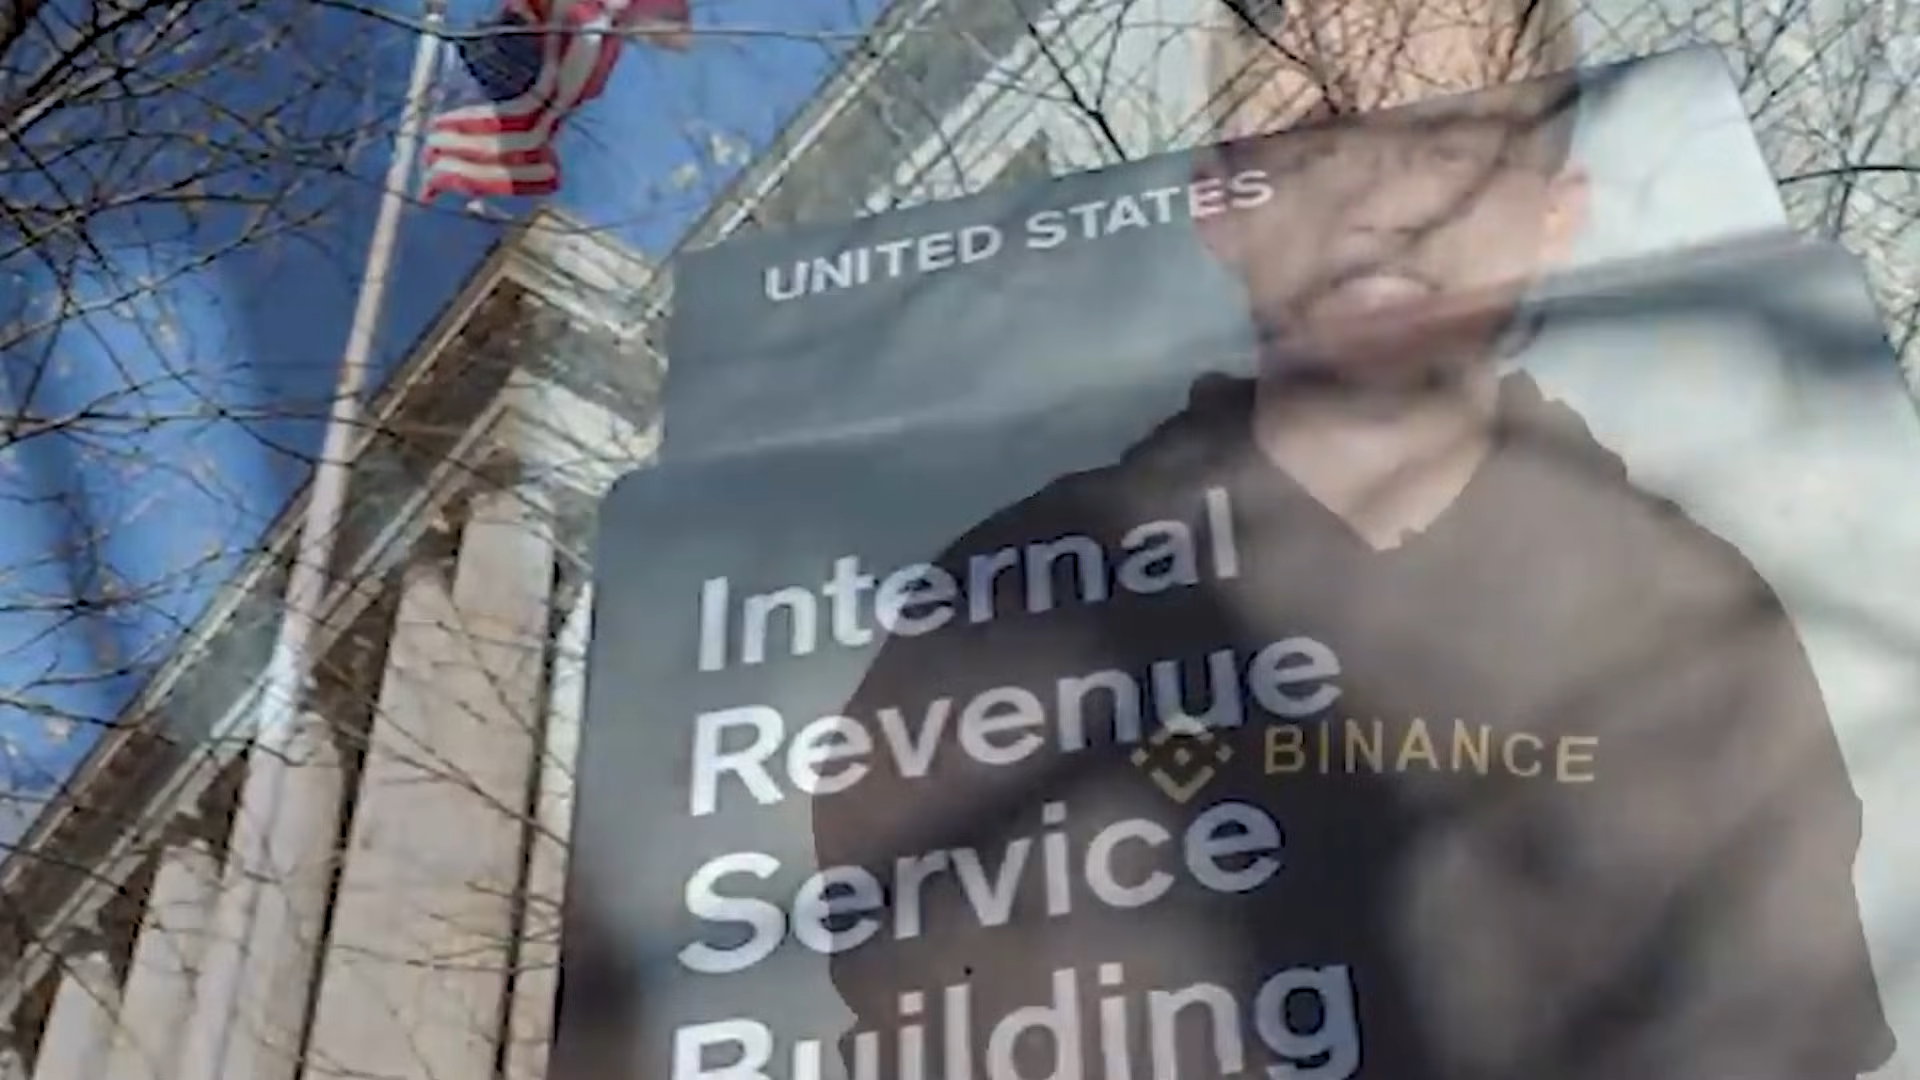 UNITED STATES
Internal
Revenue
BINANCE
Service
Building